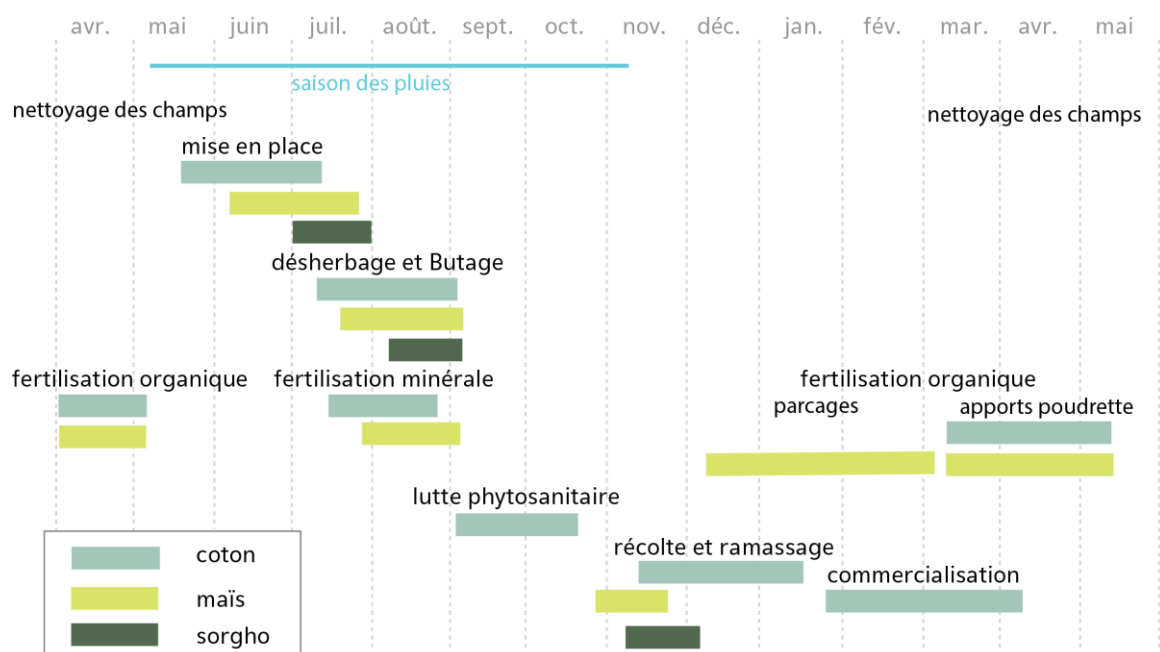 avr. mai juin juil. août. sept. oct. nov. déc. jan. fév. mar. avr. mai
saison des pluies
nettoyage des champs nettoyage des champs
mise en place
désherbage et Butage
fertilisation organique fertilisation minérale fertilisation organique
parcages apports poudrette
lutte phytosanitaire
récolte et ramassage
commercialisation
coton
maïs
sorgho